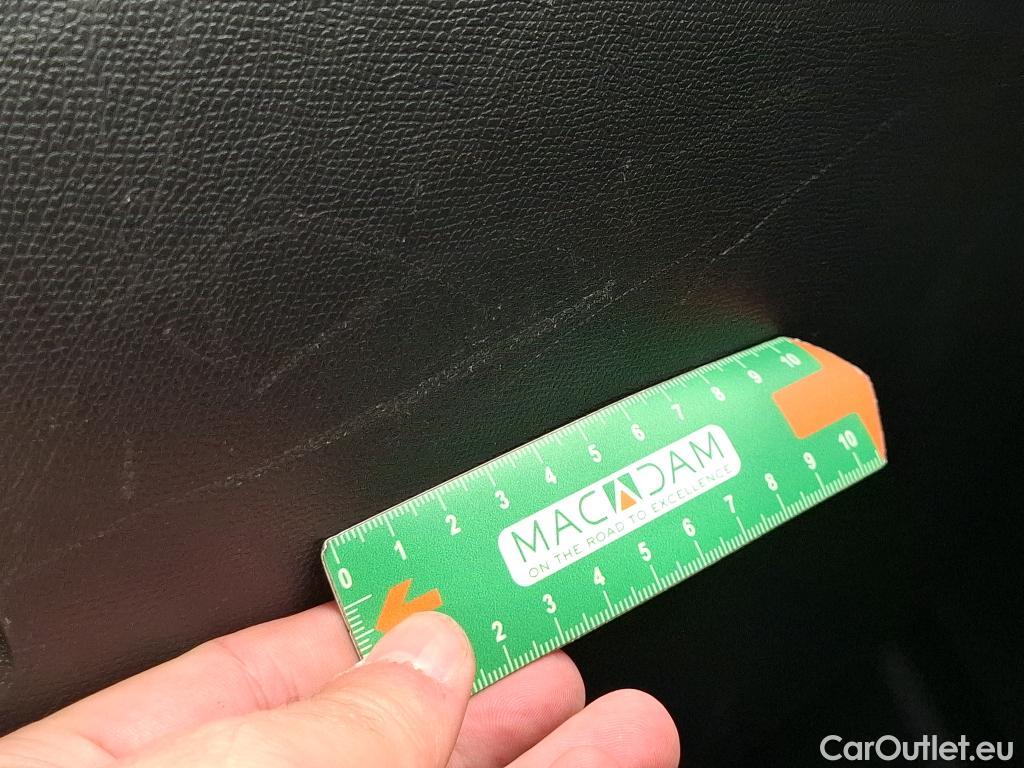 0 1 2 3 4 5 6 7 8 9 10
MACADAM
ON THE ROAD TO EXCELLENCE
2 3 4 5 6 7 8 9 10
CarOutlet.eu